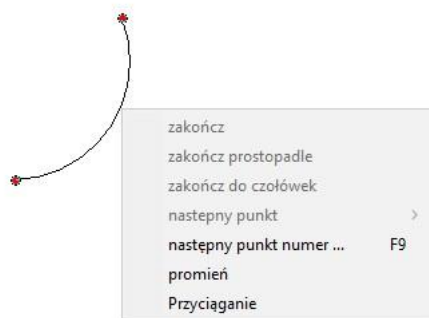 zakończ
zakończ prostopadle
zakończ do czołówek
nastepny punkt
następny punkt numer ... F9
promień
Przyciąganie